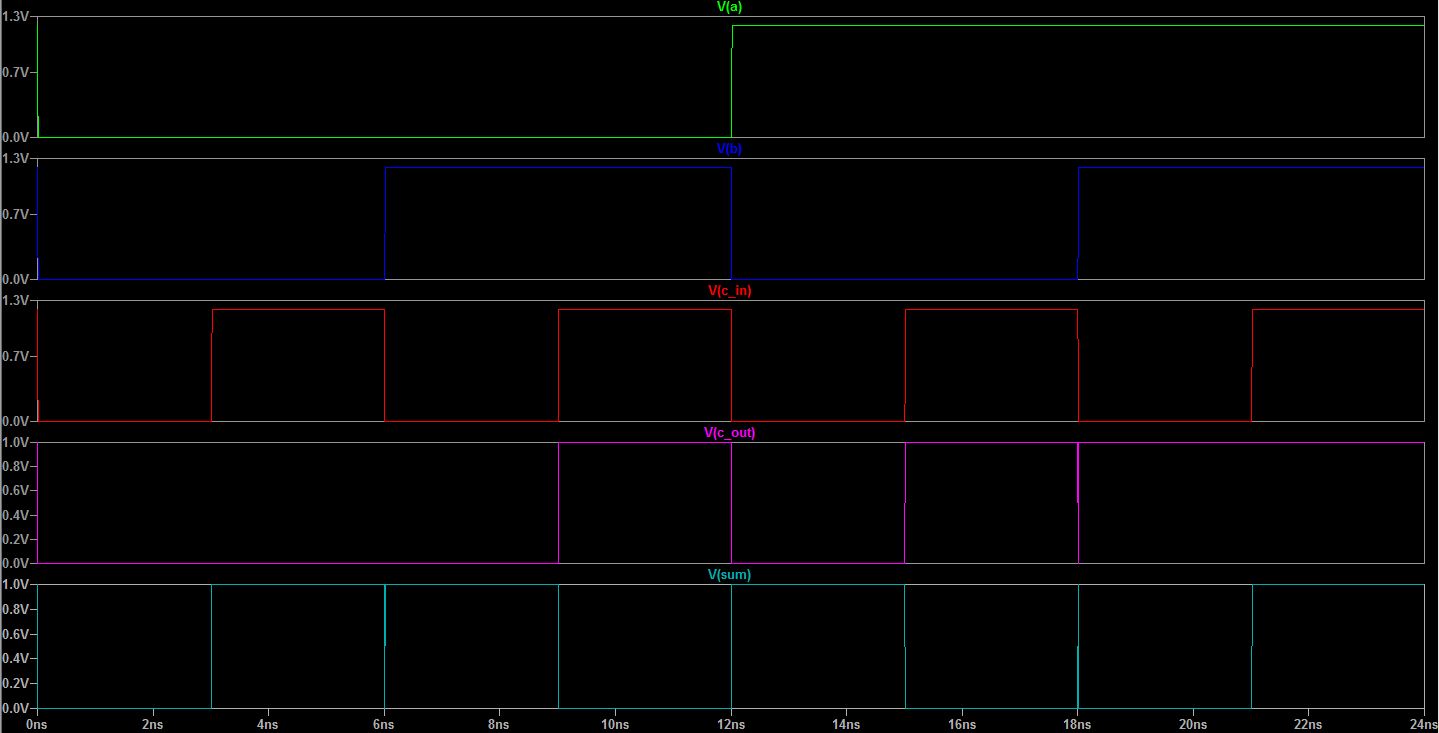 V(a)
1.3V
0.7V
0.0V
V(b)
1.3V
0.7V
0.0V
V(c_in)
1.3V
0.7V
0.0V
V(c_out)
1.0V
0.8V
0.6V
0.4V
0.2V
0.0V
V(sum)
1.0V
0.8V
0.6V
0.4V
0.2V
0.0V
0ns 2ns 4ns 6ns 8ns 10ns 12ns 14ns 16ns 18ns 20ns 22ns 24ns